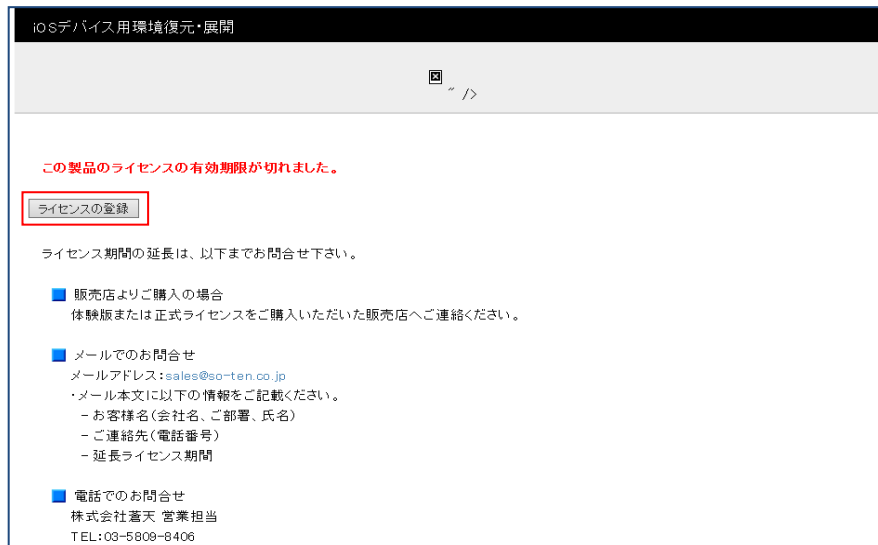 iOSデバイス用環境復元・展開
" />
この製品のライセンスの有効期限が切れました。
ライセンスの登録
ライセンス期間の延長は、以下までお問合せ下さい。
販売店よりご購入の場合
体験版または正式ライセンスをご購入いただいた販売店へご連絡ください。
メールでのお問合せ
メールアドレス:sales@so-ten.co.jp
・メール本文に以下の情報をご記載ください。
－お客様名(会社名、ご部署、氏名)
－ご連絡先(電話番号)
－延長ライセンス期間
電話でのお問合せ
株式会社蒼天 営業担当
TEL:03-5809-8406